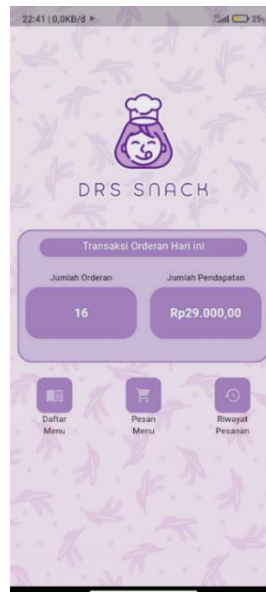 22:41 | 0,0KB/d
DRS SNACK
Transaksi Orderan Hari ini
Jumlah Orderan Jumlah Pendapatan
16 Rp29.000,00
Daftar Menu Pesan Menu Riwayat Pesanan